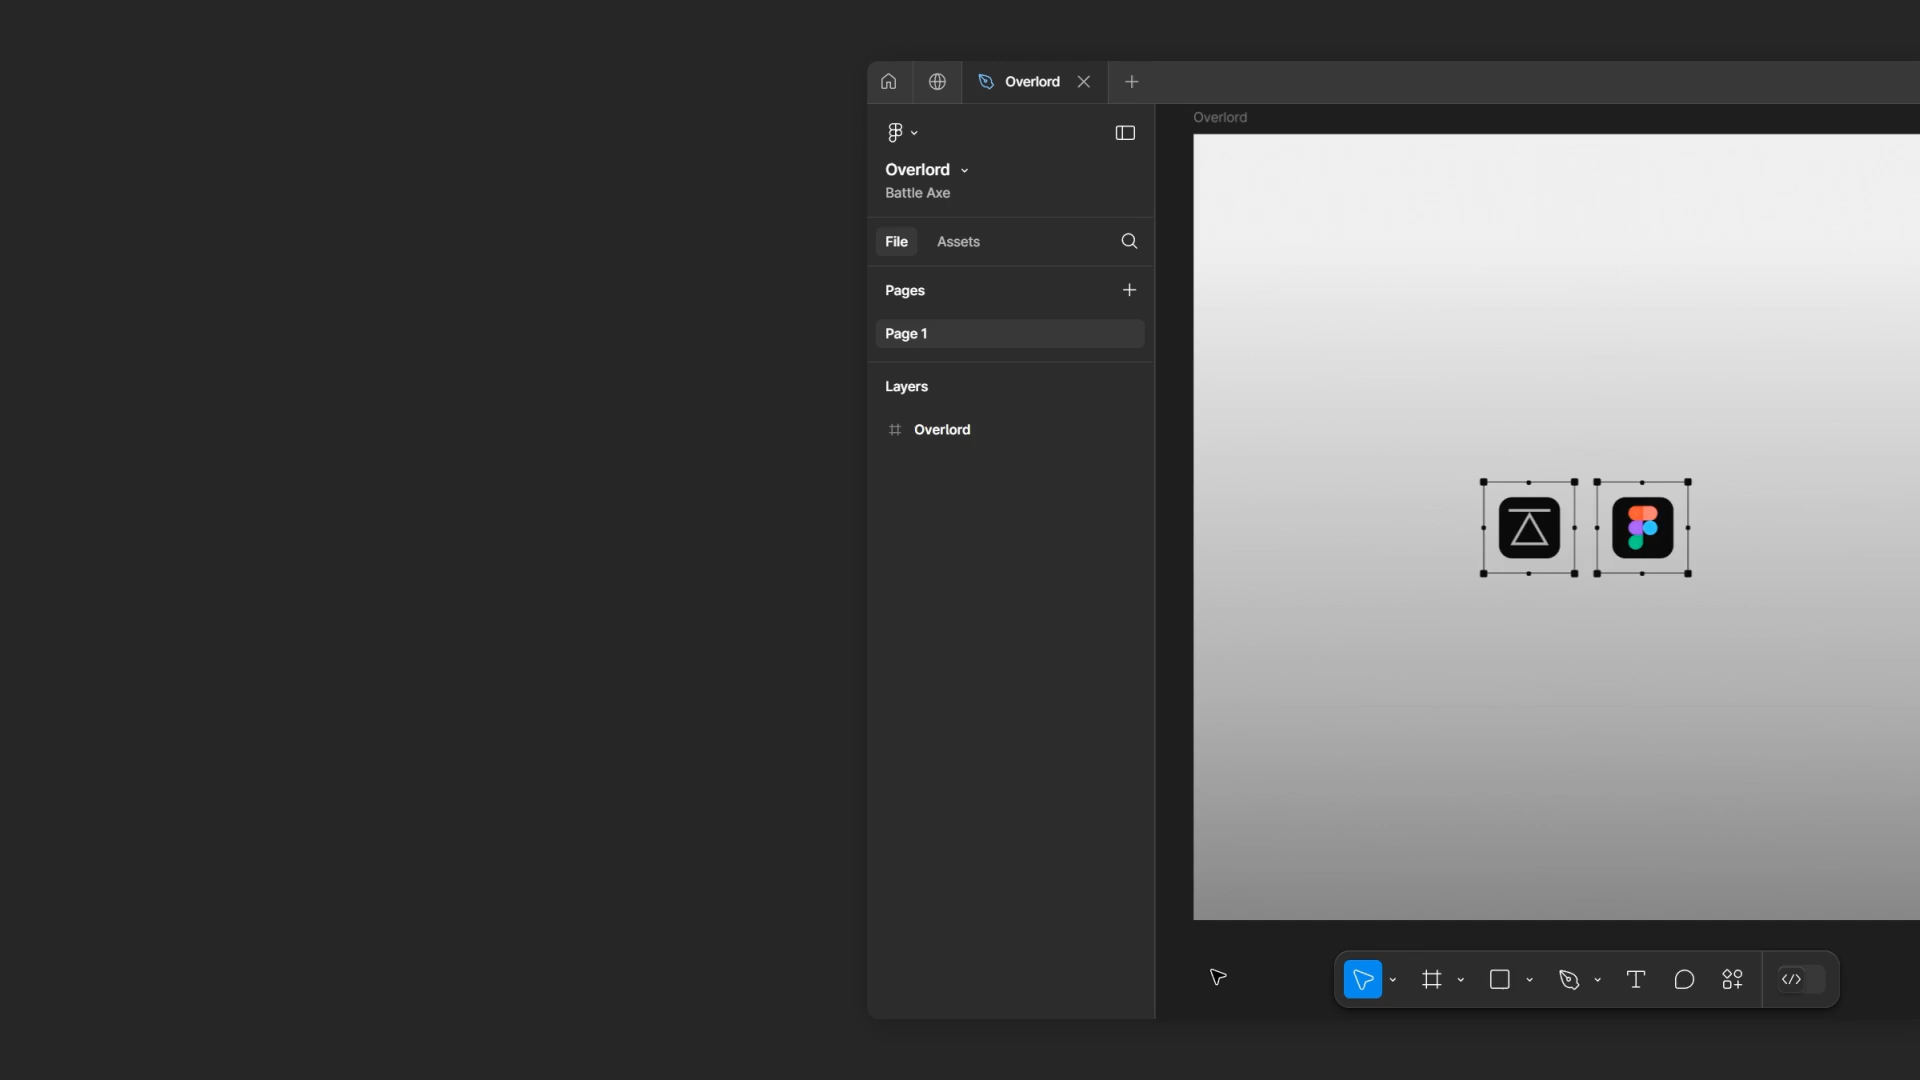 Overlord
Overlord
Overlord
Battle Axe
File Assets
Pages
Page 1
Layers
Overlord